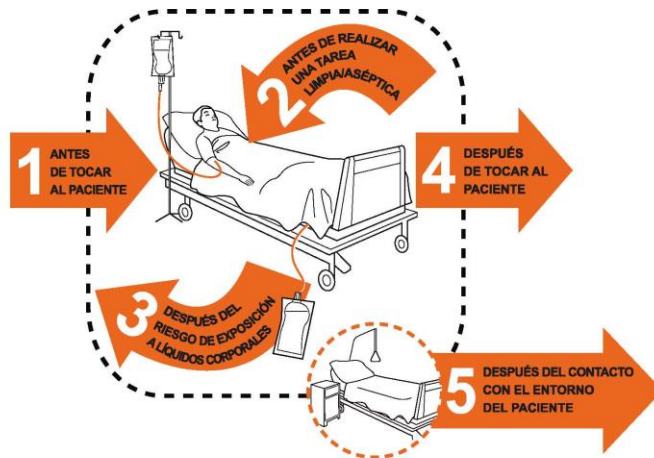 1 ANTES
DE TOCAR
AL PACIENTE
2 ANTES DE REALIZAR
UNA TAREA
LIMPIA/ASÉPTICA
3 DESPUÉS DEL
RIESGO DE EXPOSICIÓN
A LÍQUIDOS CORPORALES
4 DESPUÉS
DE TOCAR AL
PACIENTE
5 DESPUÉS DEL CONTACTO
CON EL ENTORNO
DEL PACIENTE